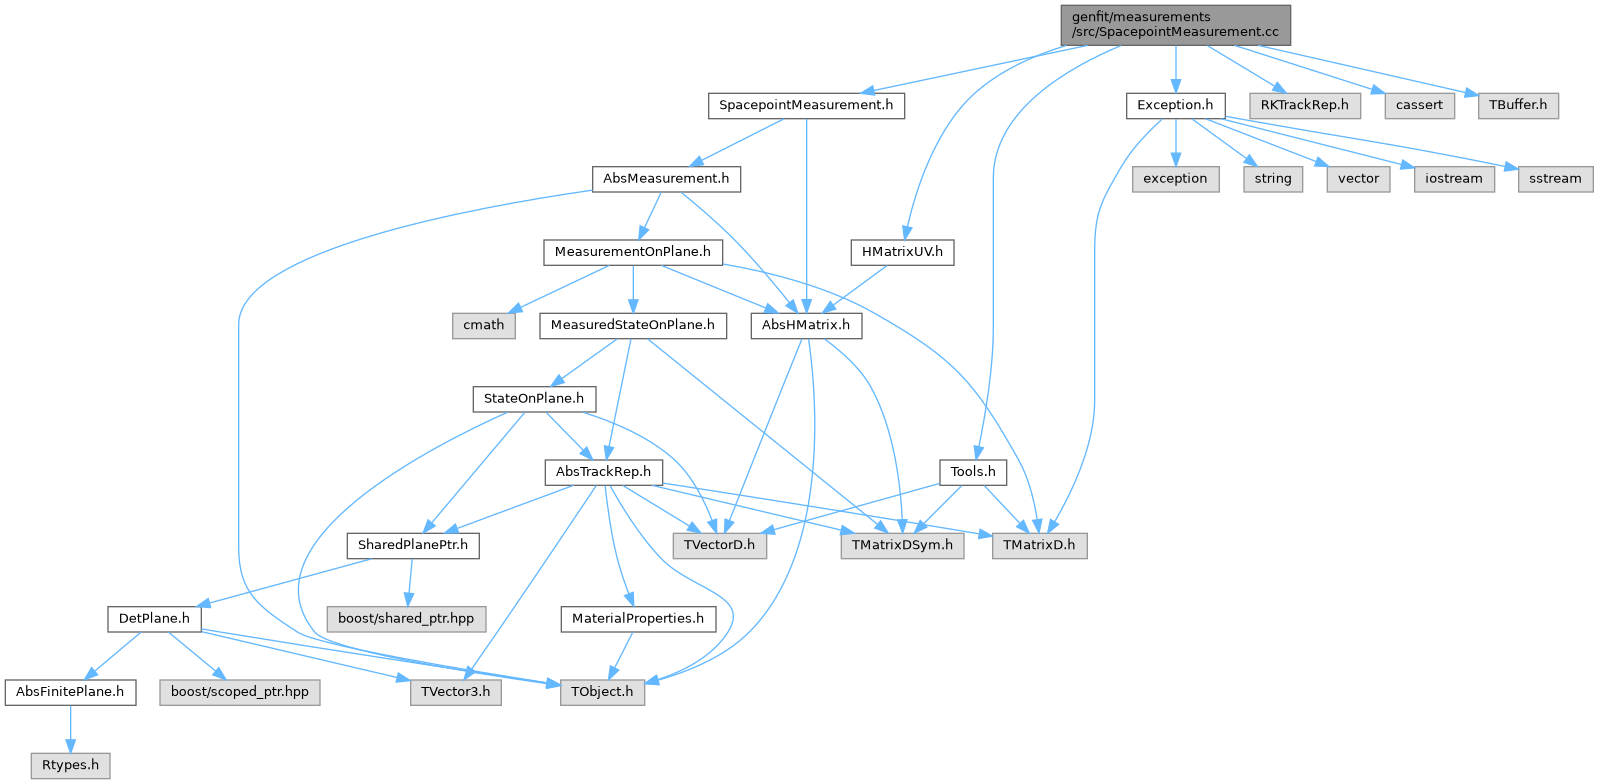 genfit/measurements
/src/SpacepointMeasurement.cc
SpacepointMeasurement.h
Exception.h
RKTrackRep.h
cassert
TBuffer.h
AbsMeasurement.h
exception
string
vector
iostream
sstream
MeasurementOnPlane.h
HMatrixUV.h
cmath
MeasuredStateOnPlane.h
AbsHMatrix.h
StateOnPlane.h
AbsTrackRep.h
Tools.h
SharedPlanePtr.h
TVectorD.h
TMatrixDSym.h
TMatrixD.h
DetPlane.h
boost/shared_ptr.hpp
MaterialProperties.h
AbsFinitePlane.h
boost/scoped_ptr.hpp
TVector3.h
TObject.h
Rtypes.h